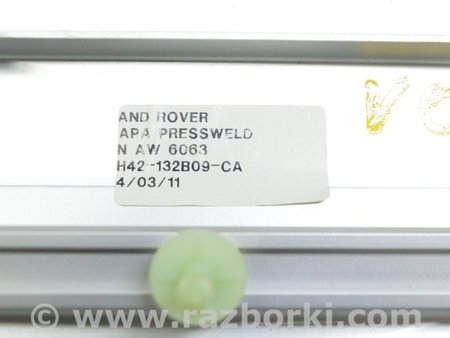 AND ROVER
APA PRESSWELD
N AW 6063
H42-132B09-CA
4/03/11
www.razborki.com